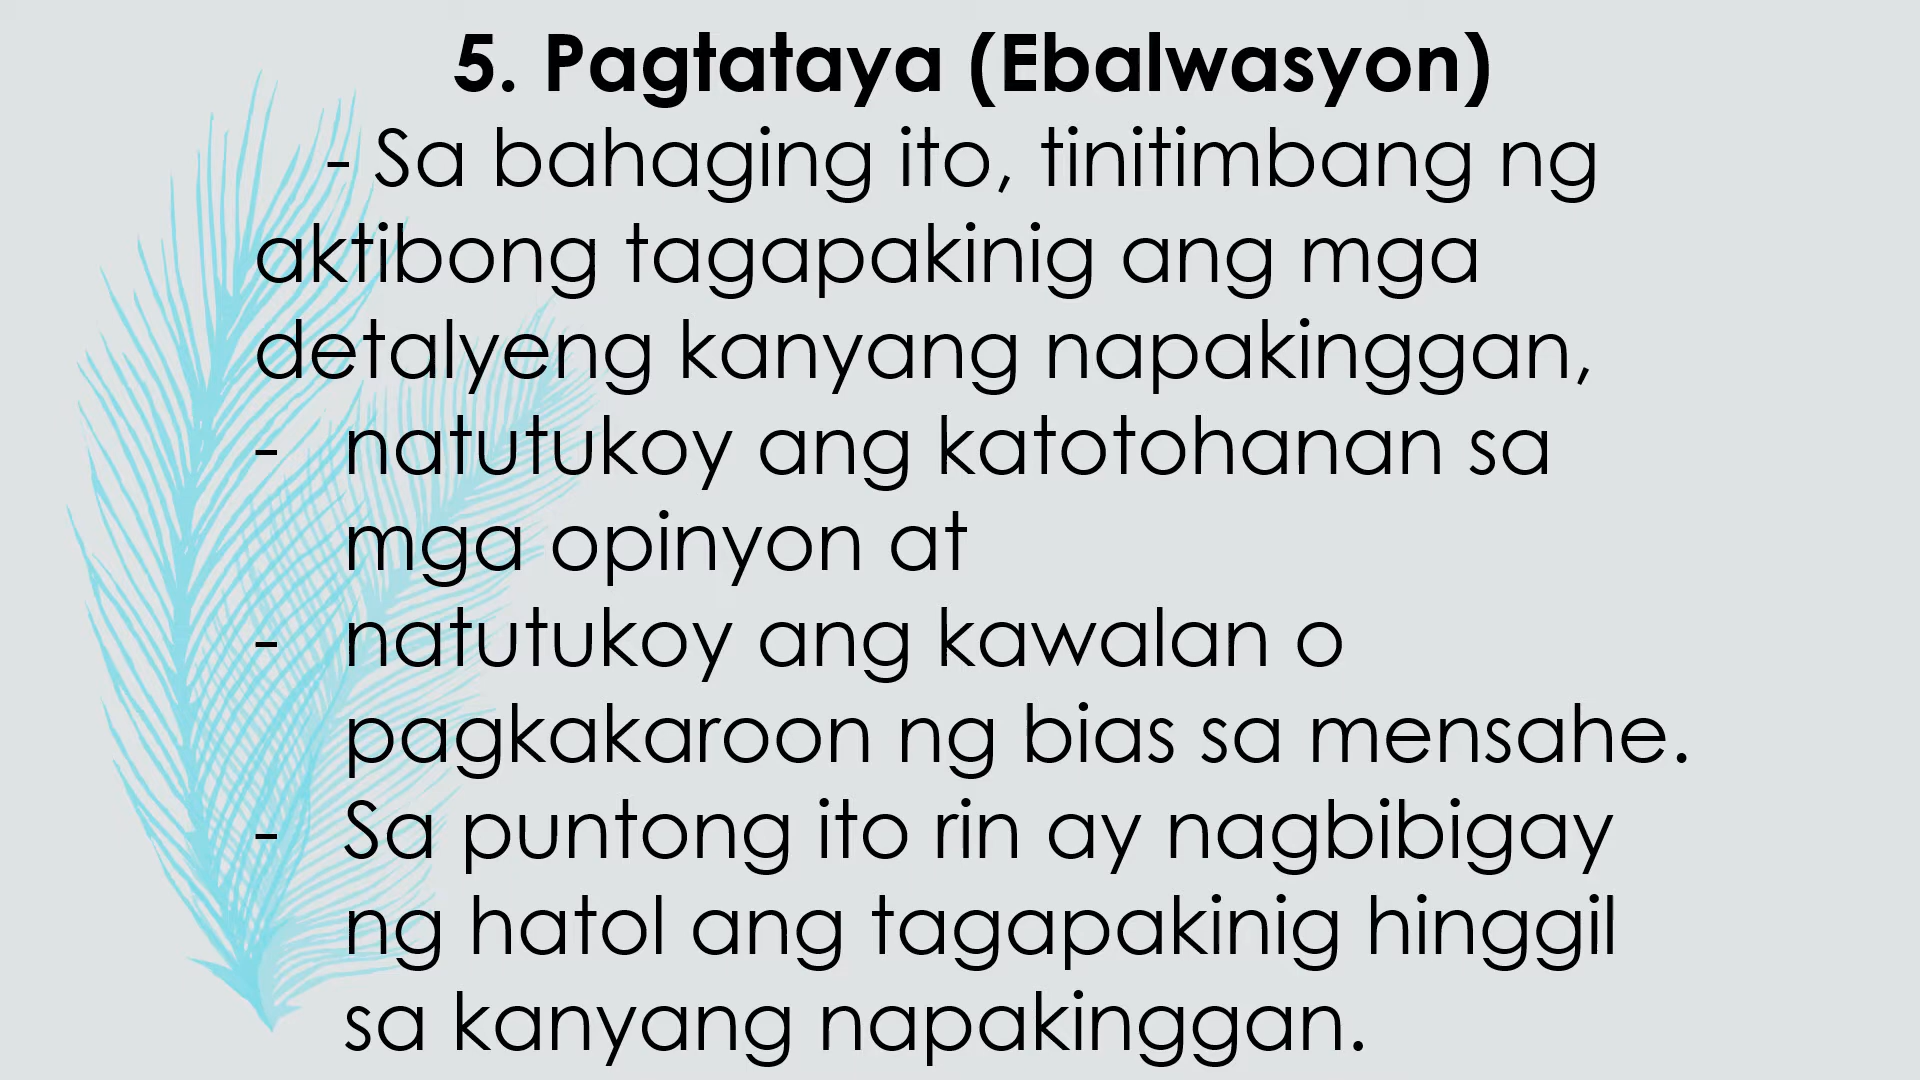 5. Pagtataya (Ebalwasyon)
- Sa bahaging ito, tinitimbang ng
aktibong tagapakinig ang mga
detalyeng kanyang napakinggan,
- natutukoy ang katotohanan sa
mga opinyon at
- natutukoy ang kawalan o
pagkakaroon ng bias sa mensahe.
- Sa puntong ito rin ay nagbibigay
ng hatol ang tagapakinig hinggil
sa kanyang napakinggan.